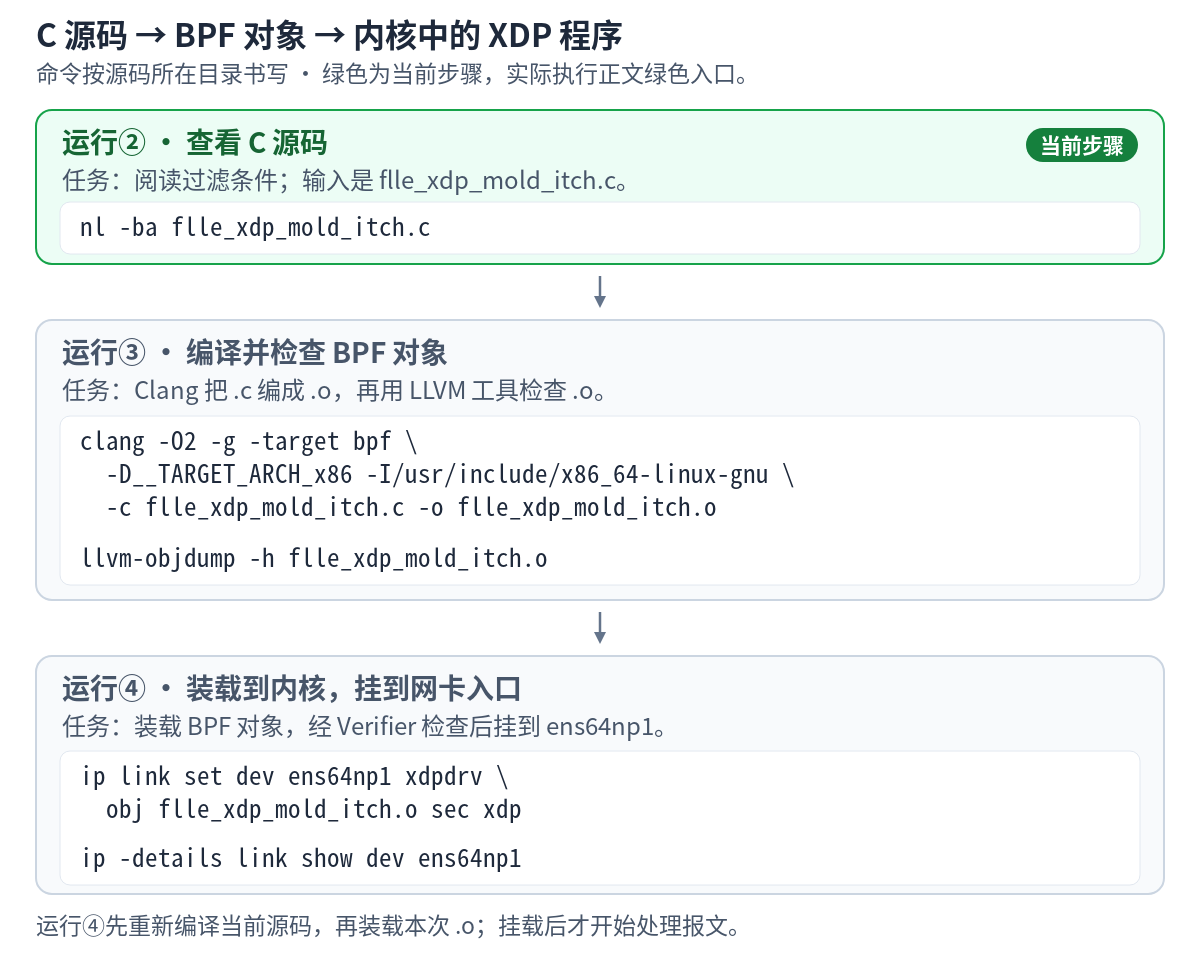 C 源码 → BPF 对象 → 内核中的 XDP 程序
命令按源码所在目录书写 · 绿色为当前步骤，实际执行正文绿色入口。
运行② · 查看 C 源码
当前步骤
任务：阅读过滤条件；输入是 flle_xdp_mold_itch.c。
nl -ba flle_xdp_mold_itch.c
运行③ · 编译并检查 BPF 对象
任务：Clang 把 .c 编成 .o，再用 LLVM 工具检查 .o。
clang -O2 -g -target bpf \
-D__TARGET_ARCH_x86 -I/usr/include/x86_64-linux-gnu \
-c flle_xdp_mold_itch.c -o flle_xdp_mold_itch.o
llvm-objdump -h flle_xdp_mold_itch.o
运行④ · 装载到内核，挂到网卡入口
任务：装载 BPF 对象，经 Verifier 检查后挂到 ens64np1。
ip link set dev ens64np1 xdpdrv \
obj flle_xdp_mold_itch.o sec xdp
ip -details link show dev ens64np1
运行④先重新编译当前源码，再装载本次 .o；挂载后才开始处理报文。